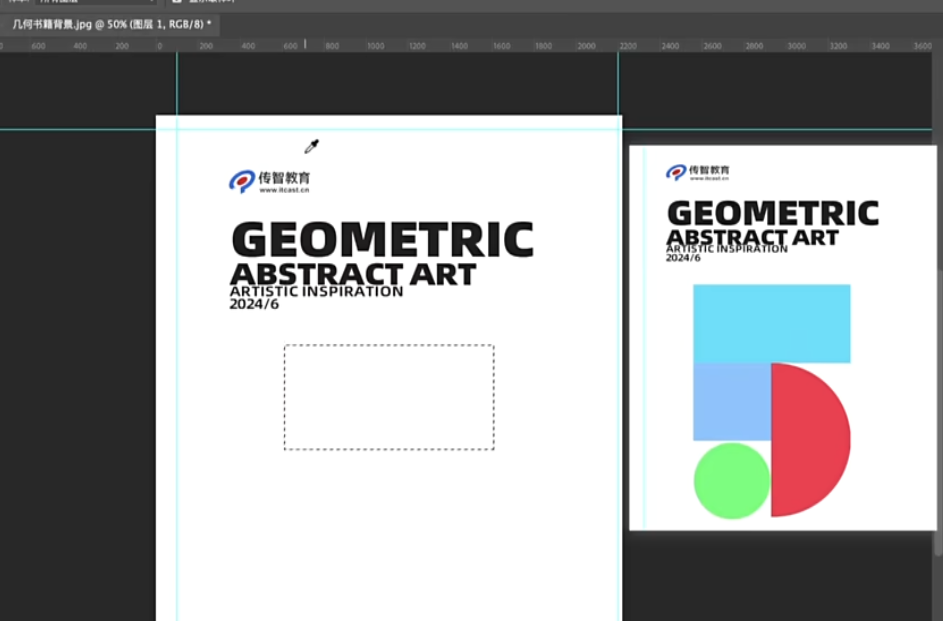 几何书籍背景.jpg @ 50% (图层 1, RGB/8) *
0 600 400 200 0 200 400 600 800 1000 1200 1400 1600 1800 2000 2200 2400 2600 2800 3000 3200 3400 3600
传智教育
www.itcast.cn
GEOMETRIC
ABSTRACT ART
ARTISTIC INSPIRATION
2024/6
传智教育
www.itcast.cn
GEOMETRIC
ABSTRACT ART
ARTISTIC INSPIRATION
2024/6